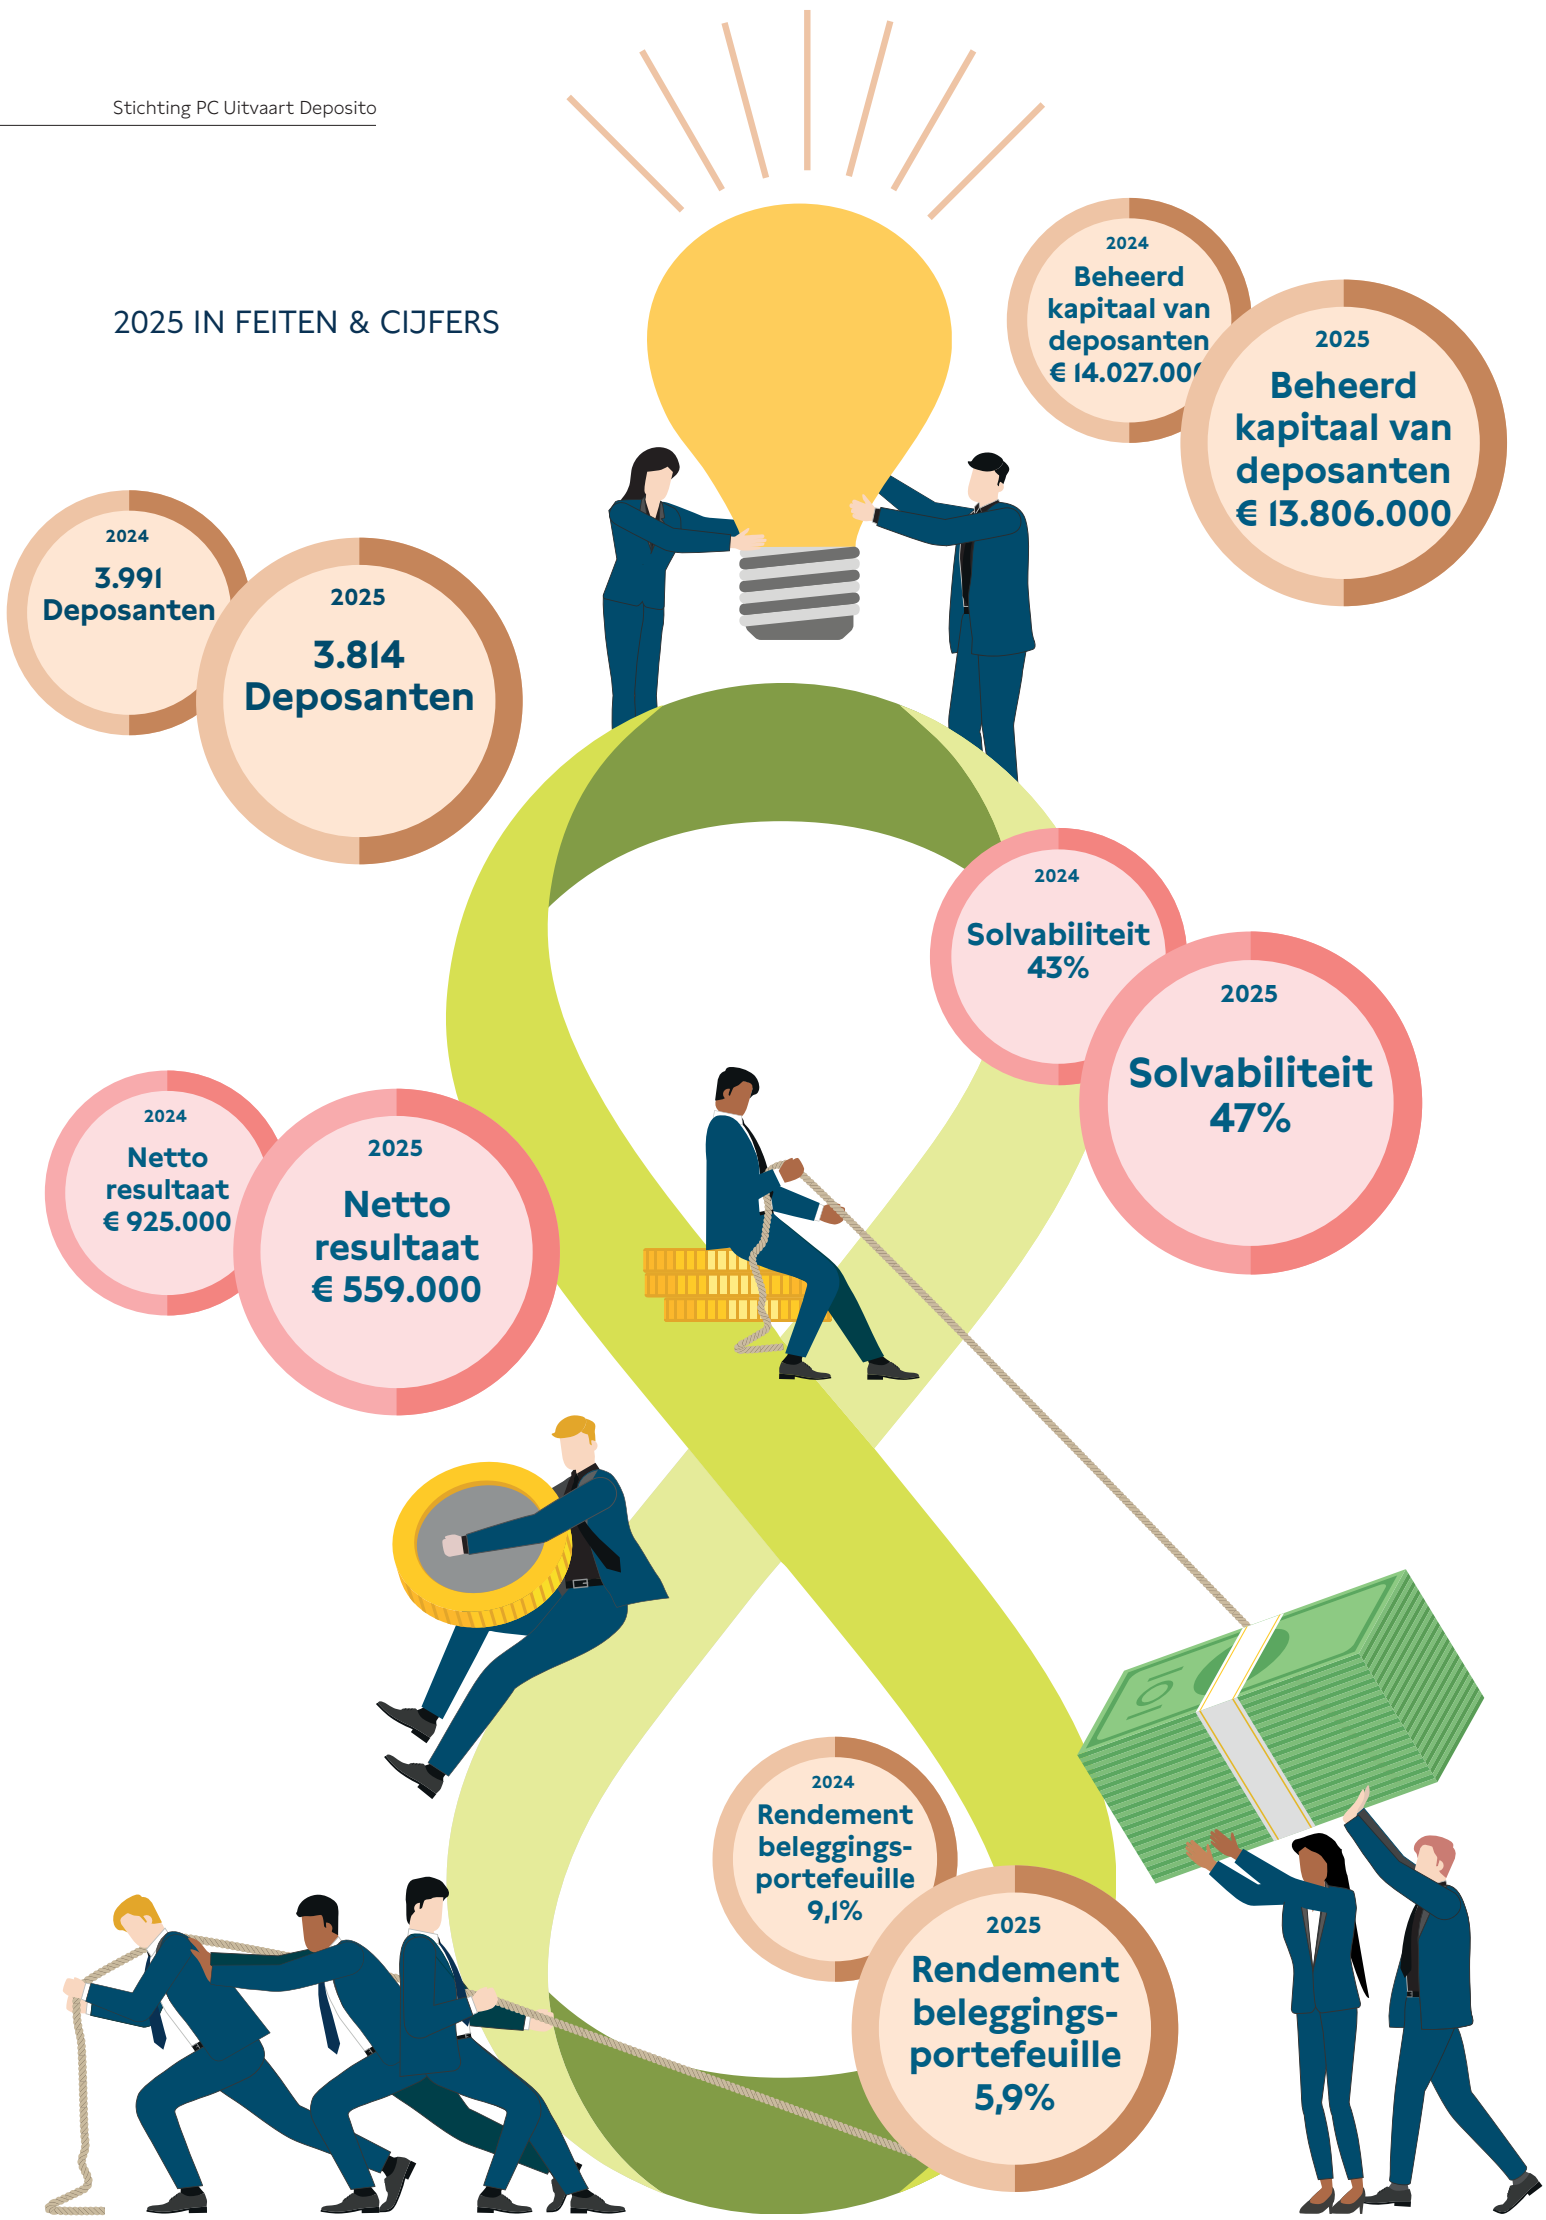 Stichting PC Uitvaart Deposito
2025 IN FEITEN & CIJFERS
2024
Beheerd
kapitaal van
deposanten
€ 14.027.000
2025
Beheerd
kapitaal van
deposanten
€ 13.806.000
2024
3.991
Deposanten
2025
3.814
Deposanten
2024
Solvabiliteit
43%
2025
Solvabiliteit
47%
2024
Netto
resultaat
€ 925.000
2025
Netto
resultaat
€ 559.000
2024
Rendement
beleggings-
portefeuille
9,1%
2025
Rendement
beleggings-
portefeuille
5,9%